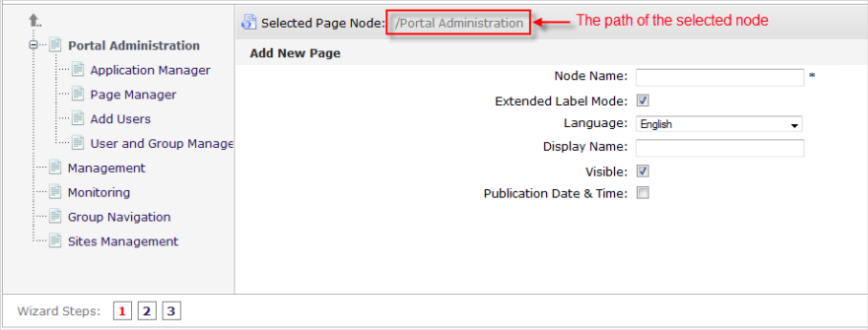 Selected Page Node: /Portal Administration
The path of the selected node
Portal Administration
Application Manager
Page Manager
Add Users
User and Group Manage
Management
Monitoring
Group Navigation
Sites Management
Add New Page
Node Name: *
Extended Label Mode:
Language: English
Display Name:
Visible:
Publication Date & Time:
Wizard Steps: 1 2 3